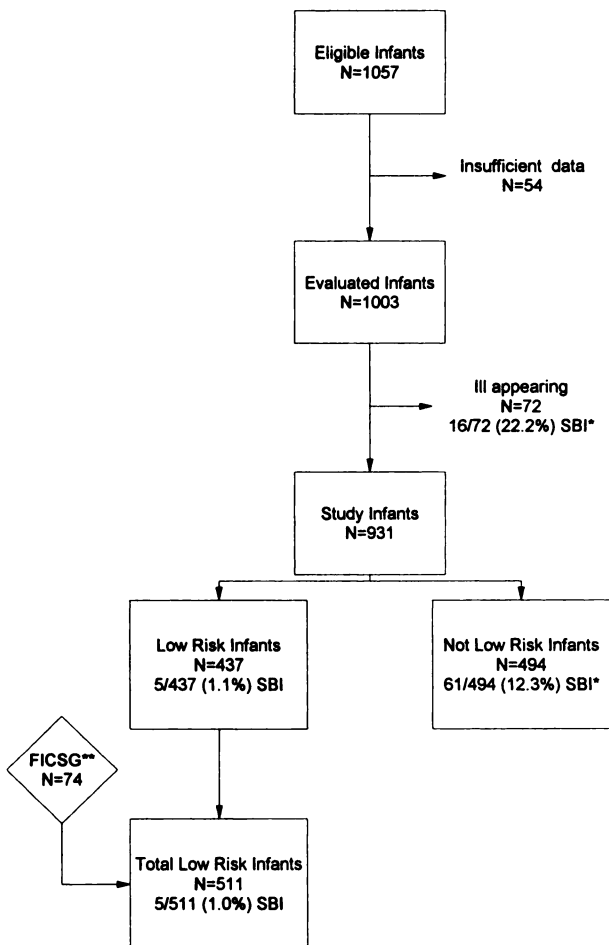 Eligible Infants
N=1057
Insufficient data
N=54
Evaluated Infants
N=1003
Ill appearing
N=72
16/72 (22.2%) SBI*
Study Infants
N=931
Low Risk Infants
N=437
5/437 (1.1%) SBI
Not Low Risk Infants
N=494
61/494 (12.3%) SBI*
FICSG**
N=74
Total Low Risk Infants
N=511
5/511 (1.0%) SBI